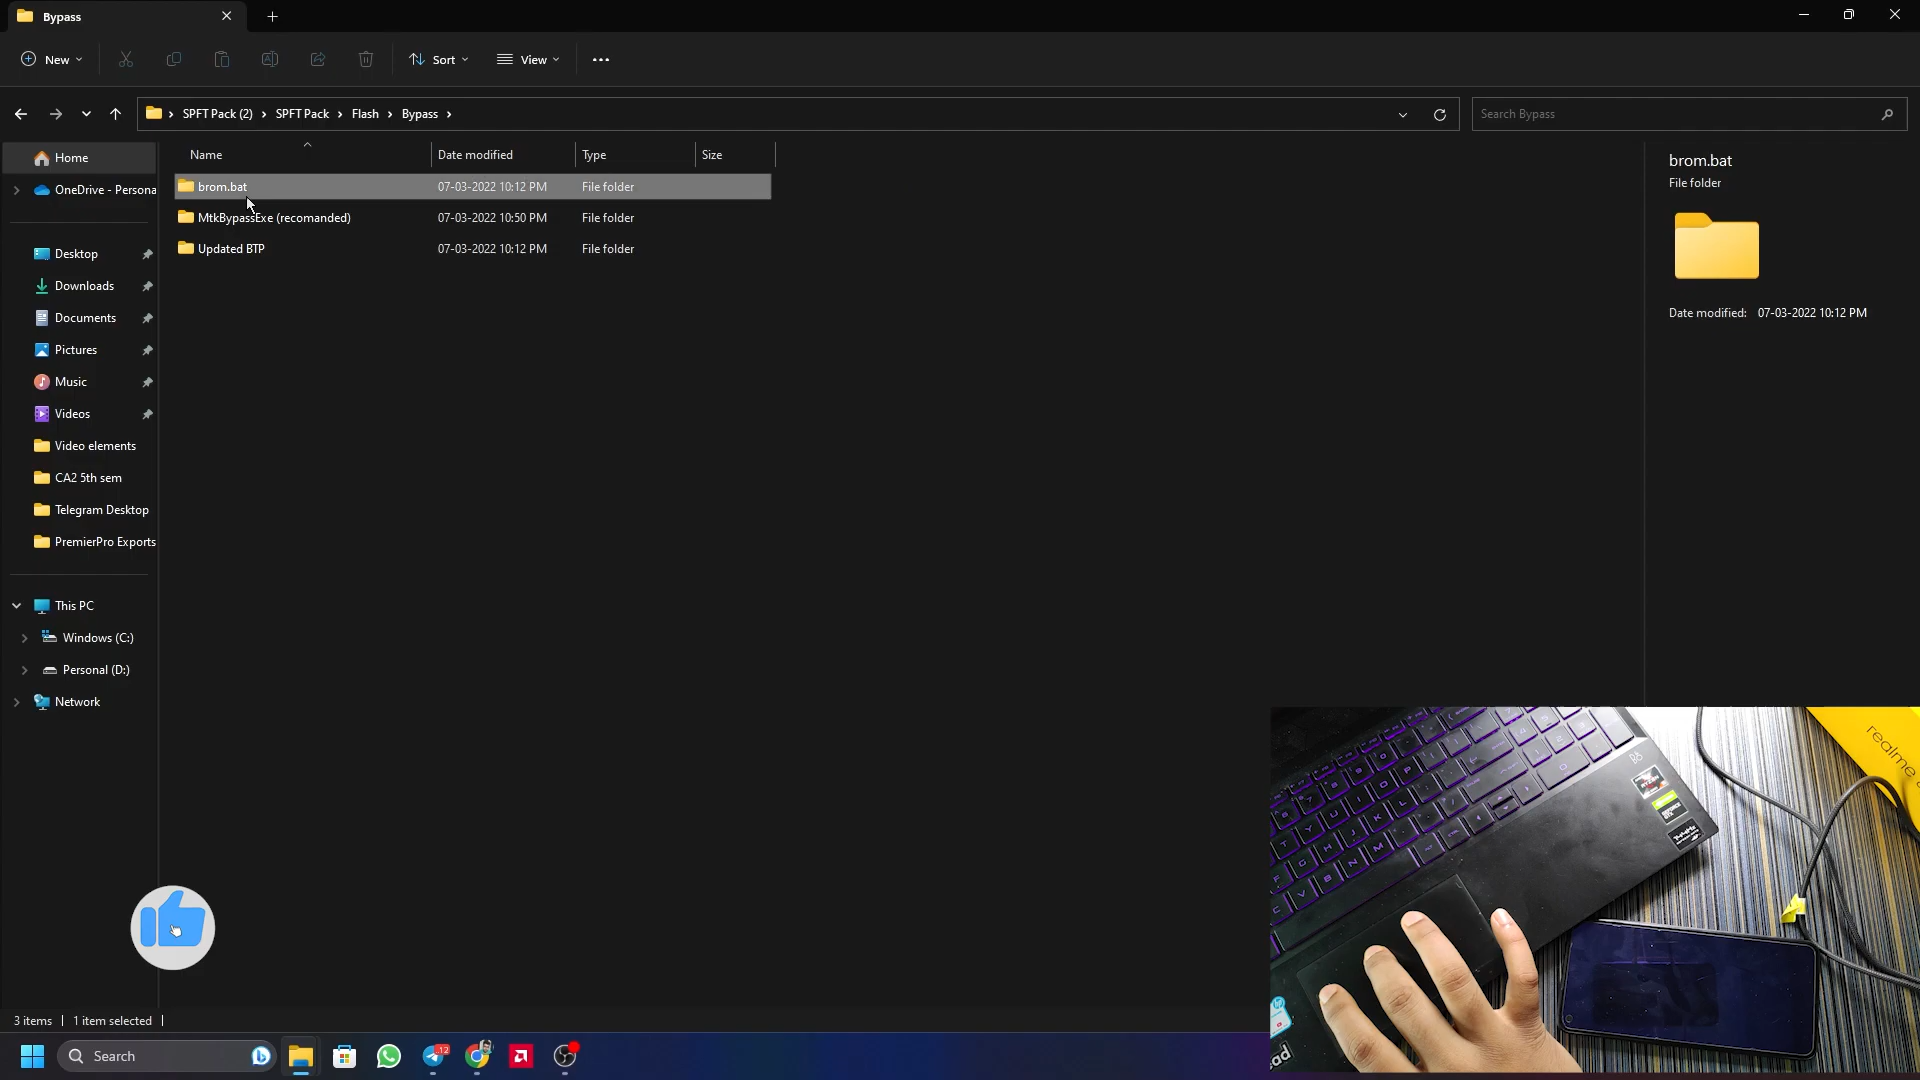 Bypass
New
Sort
View
SPFT Pack (2)
SPFT Pack
Flash
Bypass
Search Bypass
Home
OneDrive - Persona
Desktop
Downloads
Documents
Pictures
Music
Videos
Video elements
CA2 5th sem
Telegram Desktop
PremierPro Exports
This PC
Windows (C:)
Personal (D:)
Network
Name
Date modified
Type
Size
brom.bat
07-03-2022 10:12 PM
File folder
MtkBypassExe (recomanded)
07-03-2022 10:50 PM
File folder
Updated BTP
07-03-2022 10:12 PM
File folder
brom.bat
File folder
Date modified: 07-03-2022 10:12 PM
3 items
1 item selected
Search
12
realme